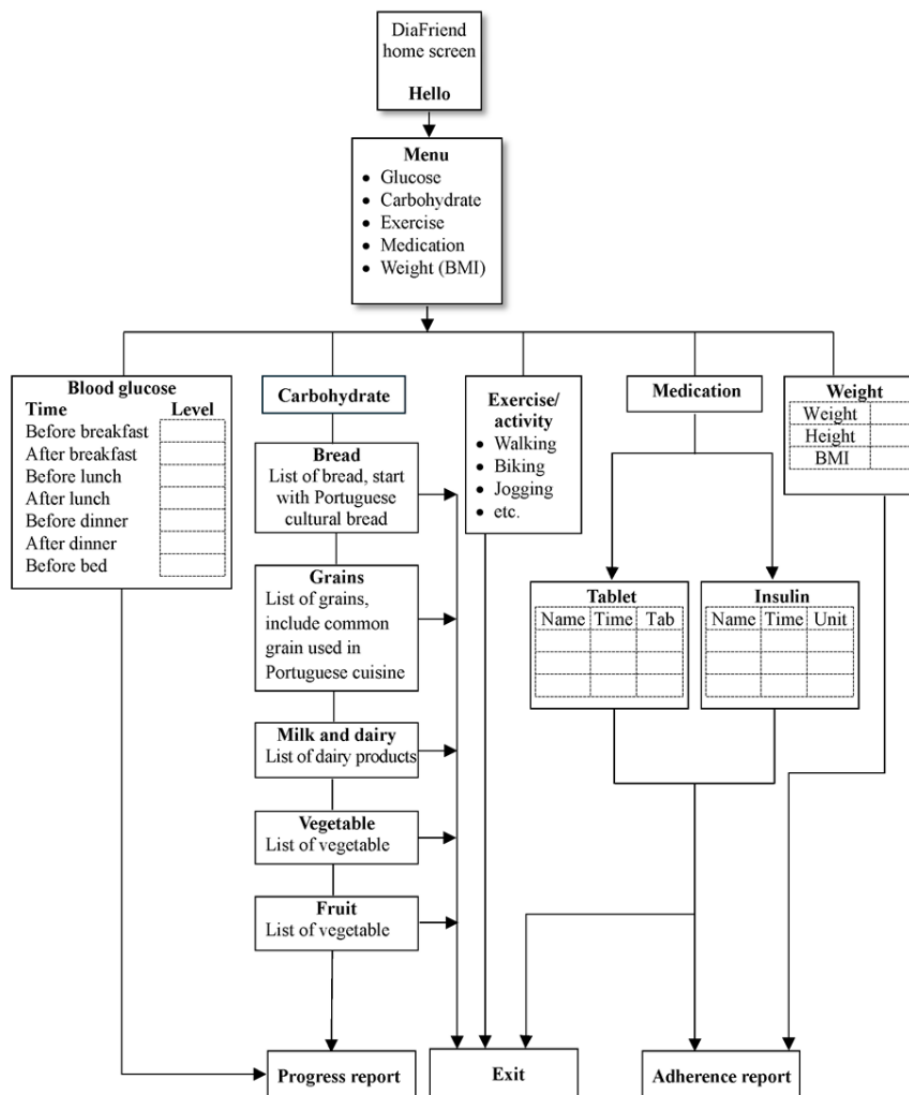 DiaFriend
home screen
Hello
Menu
• Glucose
• Carbohydrate
• Exercise
• Medication
• Weight (BMI)
Blood glucose
Time Level
Before breakfast
After breakfast
Before lunch
After lunch
Before dinner
After dinner
Before bed
Carbohydrate
Bread
List of bread, start
with Portuguese
cultural bread
Grains
List of grains,
include common
grain used in
Portuguese cuisine
Milk and dairy
List of dairy products
Vegetable
List of vegetable
Fruit
List of vegetable
Exercise/
activity
• Walking
• Biking
• Jogging
• etc.
Medication
Tablet
Name Time Tab
Insulin
Name Time Unit
Weight
Weight
Height
BMI
Progress report
Exit
Adherence report